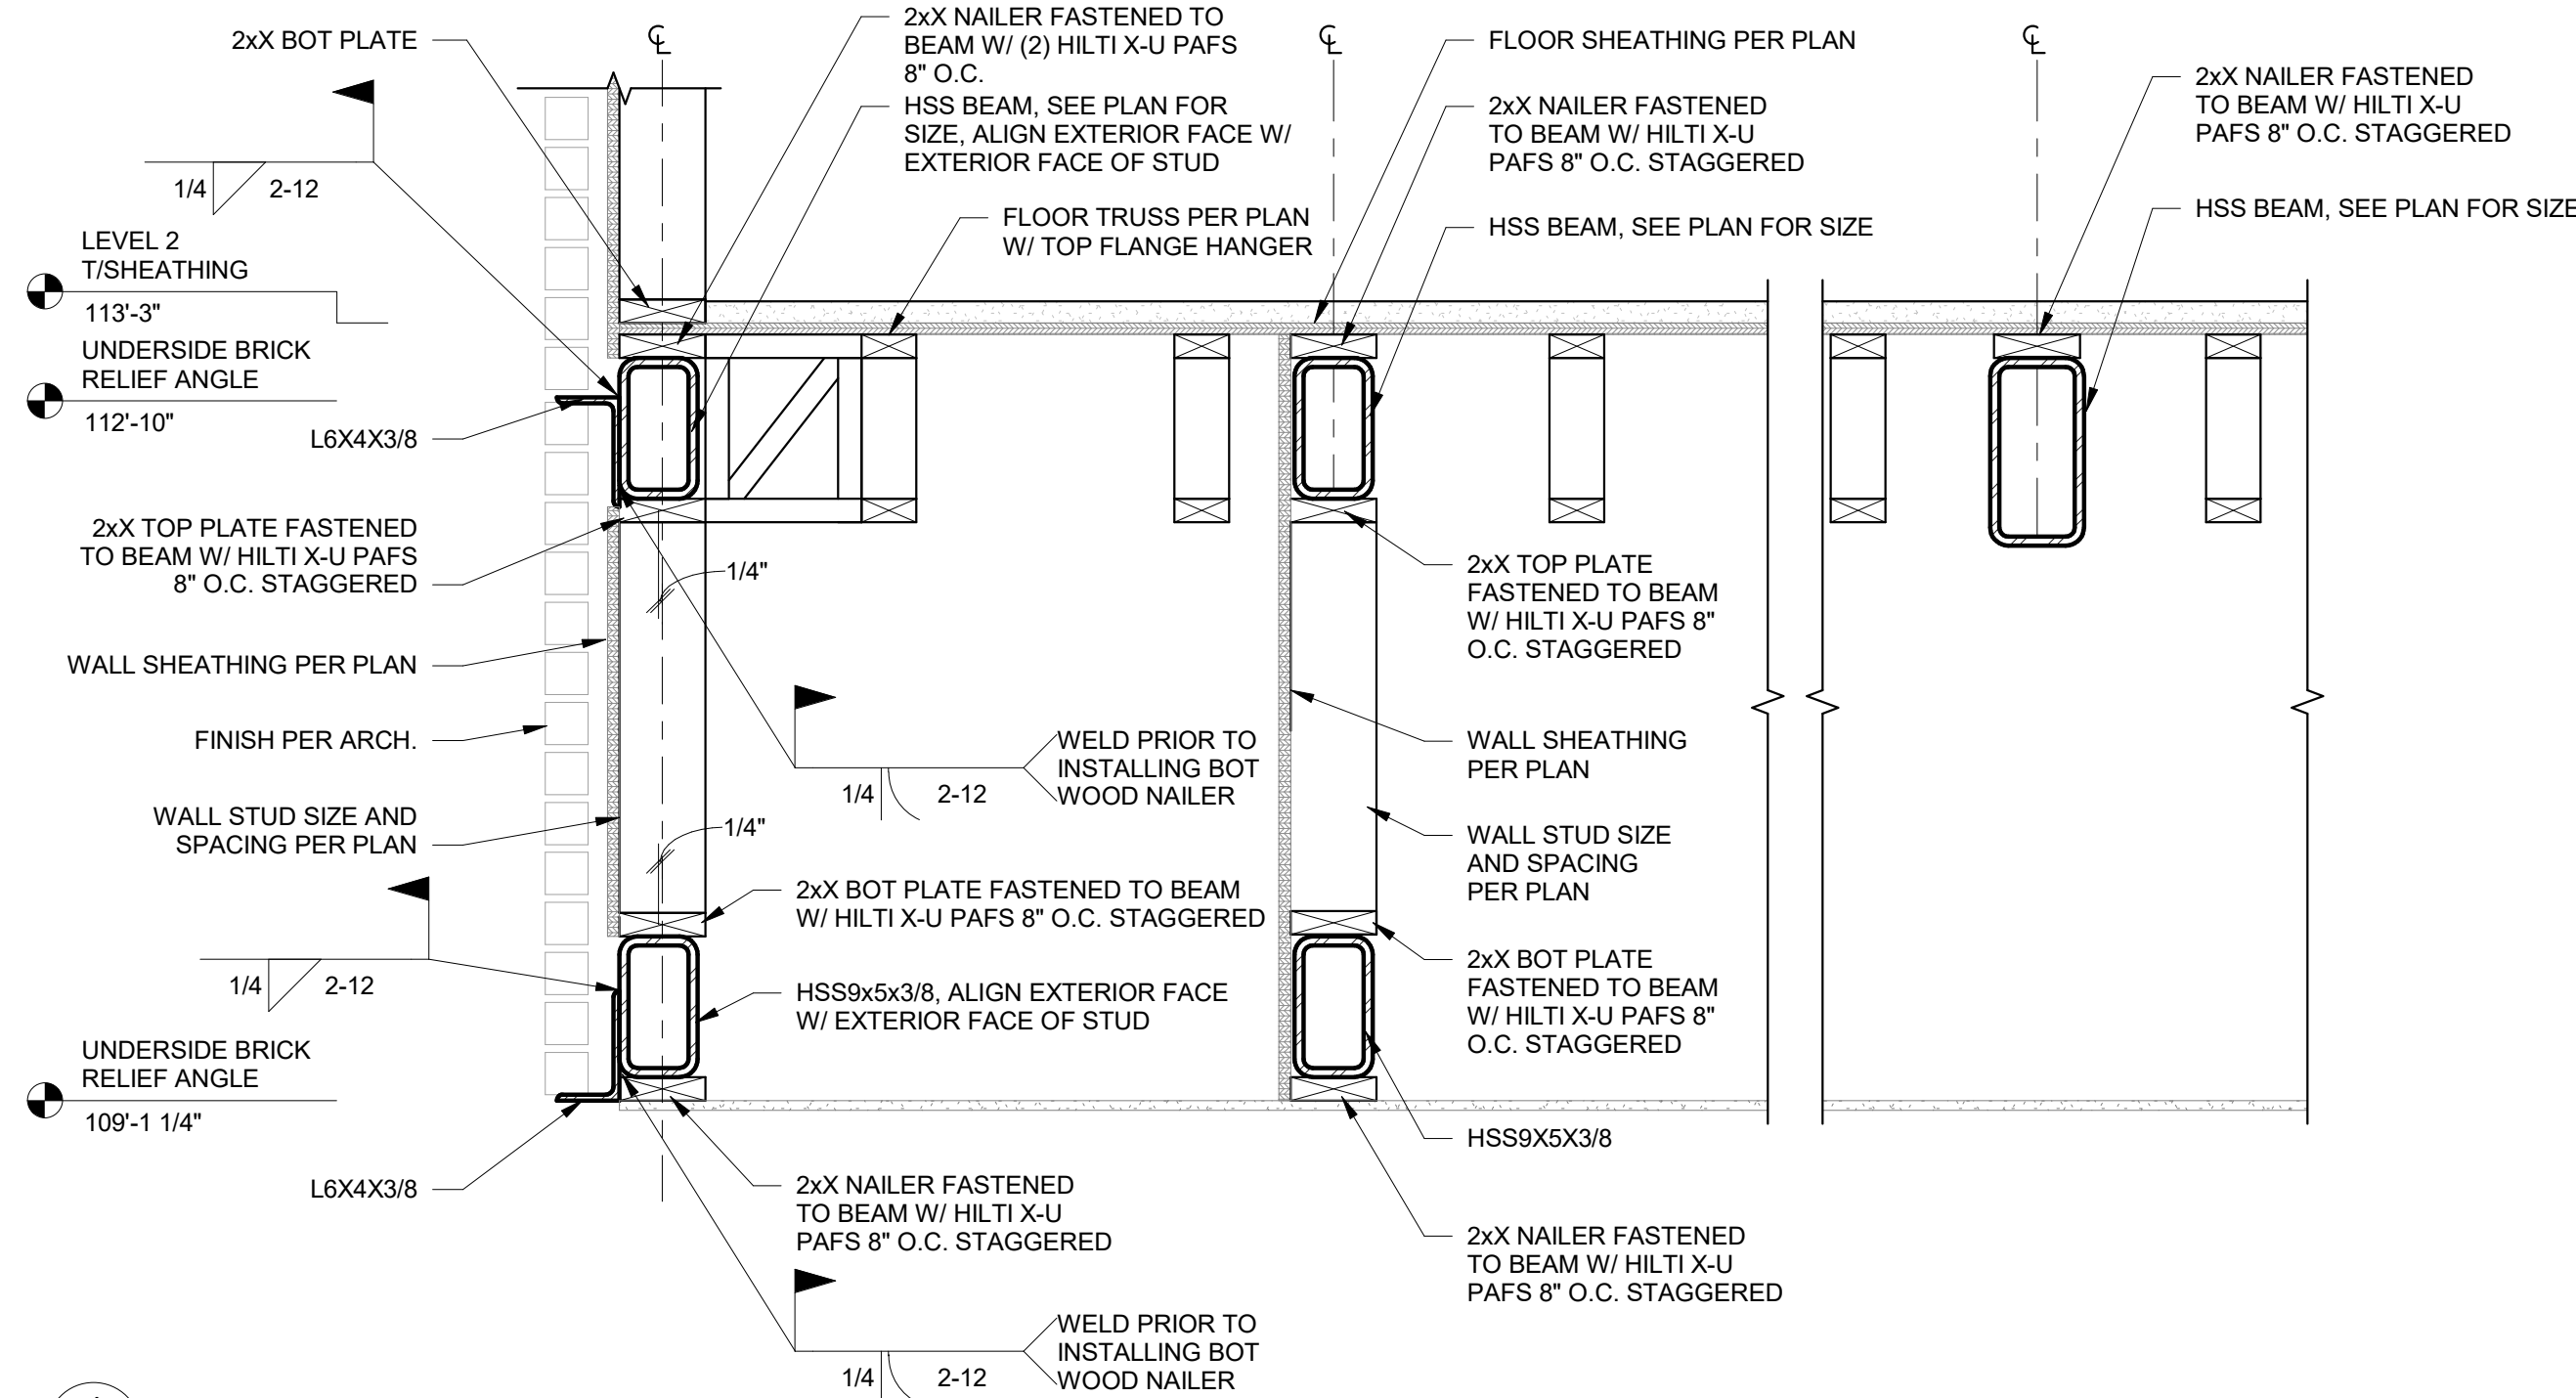 2xX BOT PLATE
1/4
2-12
LEVEL 2
T/SHEATHING
113'-3"
UNDERSIDE BRICK
RELIEF ANGLE
112'-10"
L6X4X3/8
2xX TOP PLATE FASTENED
TO BEAM W/ HILTI X-U PAFS
8" O.C. STAGGERED
WALL SHEATHING PER PLAN
FINISH PER ARCH.
WALL STUD SIZE AND
SPACING PER PLAN
1/4
2-12
UNDERSIDE BRICK
RELIEF ANGLE
109'-1 1/4"
L6X4X3/8
℄
2xX NAILER FASTENED TO
BEAM W/ (2) HILTI X-U PAFS
8" O.C.
HSS BEAM, SEE PLAN FOR
SIZE, ALIGN EXTERIOR FACE W/
EXTERIOR FACE OF STUD
FLOOR TRUSS PER PLAN
W/ TOP FLANGE HANGER
1/4"
1/4
2-12
WELD PRIOR TO
INSTALLING BOT
WOOD NAILER
1/4"
2xX BOT PLATE FASTENED TO BEAM
W/ HILTI X-U PAFS 8" O.C. STAGGERED
HSS9x5x3/8, ALIGN EXTERIOR FACE
W/ EXTERIOR FACE OF STUD
2xX NAILER FASTENED
TO BEAM W/ HILTI X-U
PAFS 8" O.C. STAGGERED
1/4
2-12
WELD PRIOR TO
INSTALLING BOT
WOOD NAILER
℄
FLOOR SHEATHING PER PLAN
2xX NAILER FASTENED
TO BEAM W/ HILTI X-U
PAFS 8" O.C. STAGGERED
HSS BEAM, SEE PLAN FOR SIZE
2xX TOP PLATE
FASTENED TO BEAM
W/ HILTI X-U PAFS 8"
O.C. STAGGERED
WALL SHEATHING
PER PLAN
WALL STUD SIZE
AND SPACING
PER PLAN
2xX BOT PLATE
FASTENED TO BEAM
W/ HILTI X-U PAFS 8"
O.C. STAGGERED
HSS9X5X3/8
2xX NAILER FASTENED
TO BEAM W/ HILTI X-U
PAFS 8" O.C. STAGGERED
℄
2xX NAILER FASTENED
TO BEAM W/ HILTI X-U
PAFS 8" O.C. STAGGERED
HSS BEAM, SEE PLAN FOR SIZE